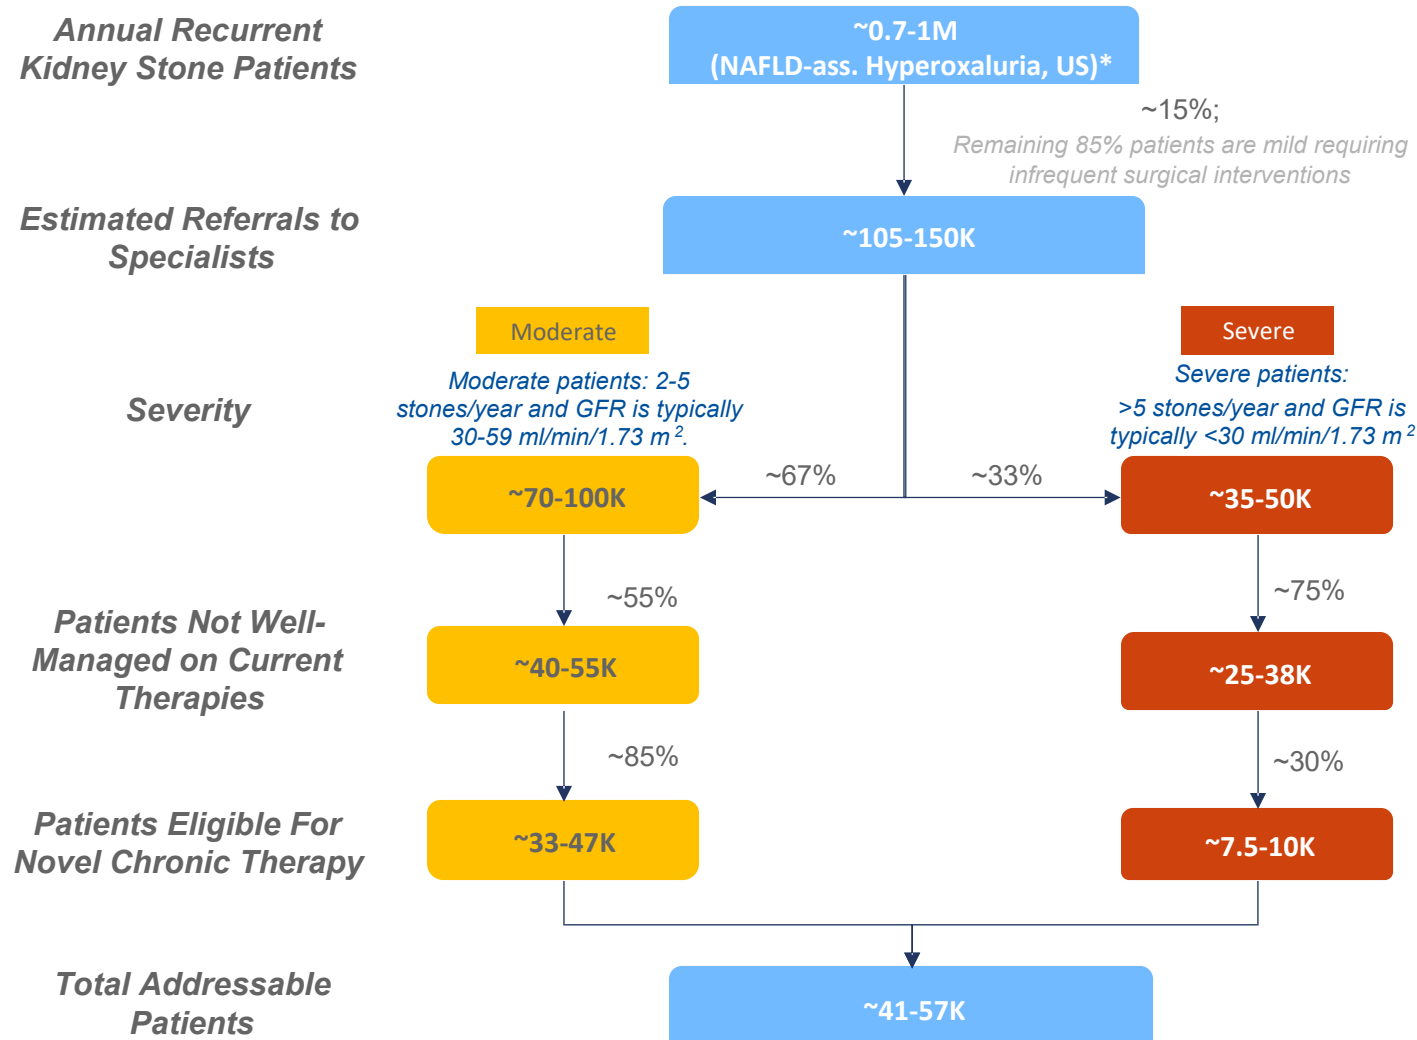 Annual Recurrent
Kidney Stone Patients
~0.7-1M
(NAFLD-ass. Hyperoxaluria, US)*
~15%;
Remaining 85% patients are mild requiring
infrequent surgical interventions
Estimated Referrals to
Specialists
~105-150K
Moderate
Severe
Severity
Moderate patients: 2-5
stones/year and GFR is typically
30-59 ml/min/1.73 m².
Severe patients:
>5 stones/year and GFR is
typically <30 ml/min/1.73 m²
~70-100K
~67%
~33%
~35-50K
~55%
~75%
Patients Not Well-
Managed on Current
Therapies
~40-55K
~25-38K
~85%
~30%
Patients Eligible For
Novel Chronic Therapy
~33-47K
~7.5-10K
Total Addressable
Patients
~41-57K